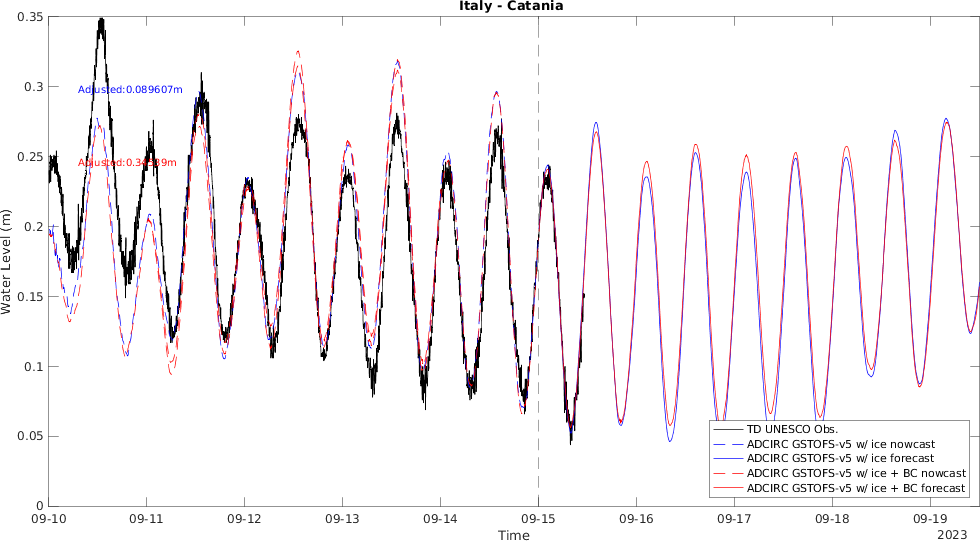 Italy - Catania
0.35
0.3
0.25
0.2
0.15
0.1
0.05
0
Water Level (m)
Adjusted:0.089607m
TD UNESCO Obs.
ADCIRC GSTOFS-v5 w/ ice nowcast
ADCIRC GSTOFS-v5 w/ ice forecast
ADCIRC GSTOFS-v5 w/ ice + BC nowcast
ADCIRC GSTOFS-v5 w/ ice + BC forecast
09-10 09-11 09-12 09-13 09-14 09-15 09-16 09-17 09-18 09-19
Time
2023